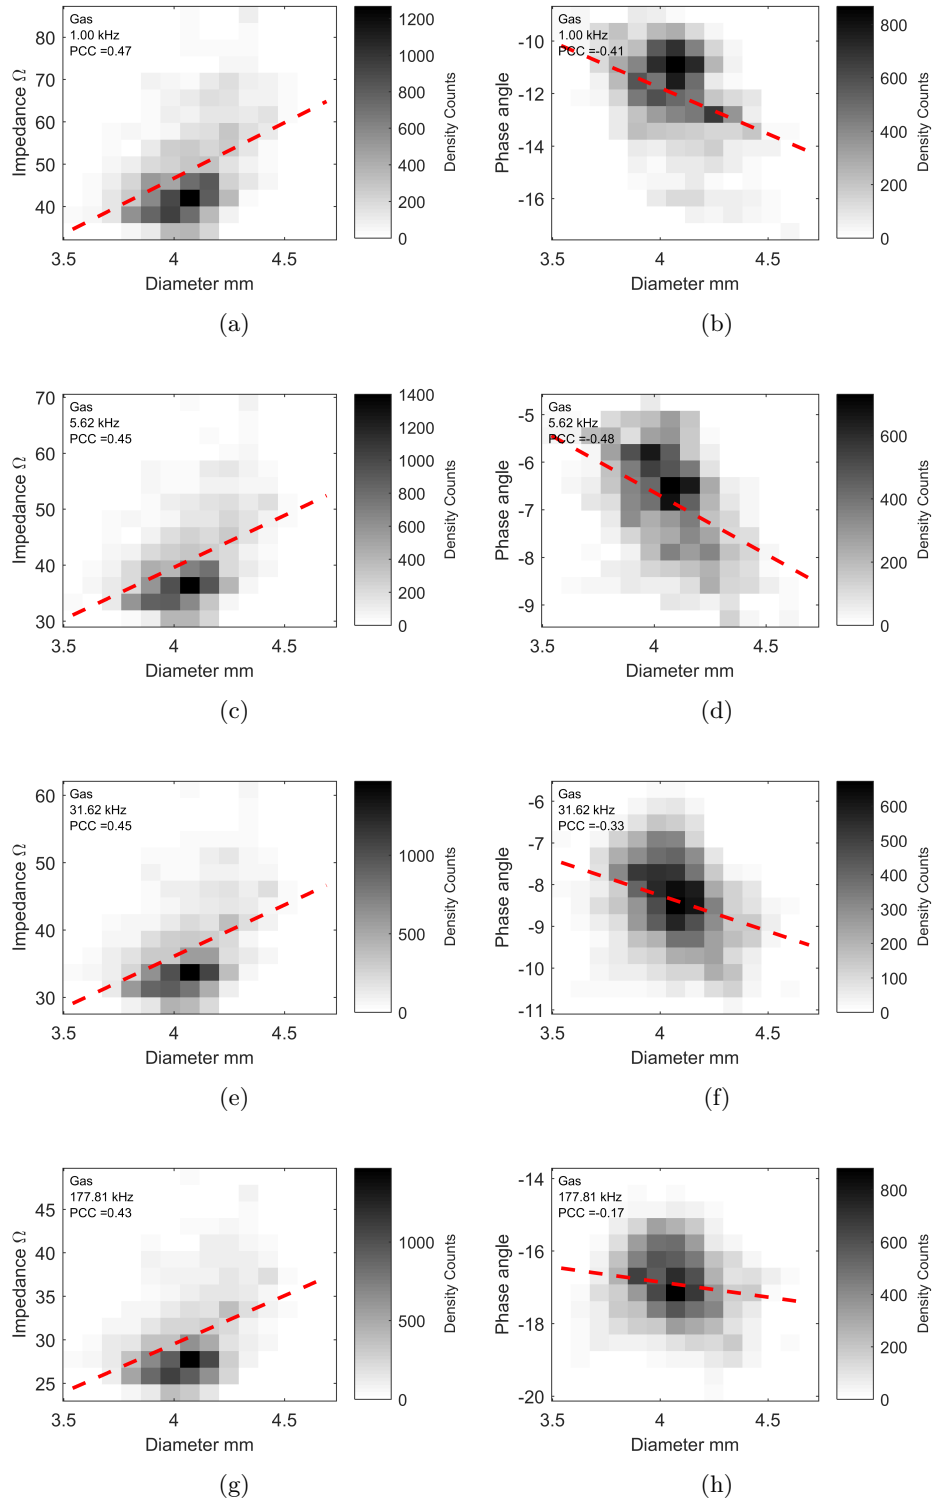 Gas
1.00 kHz
PCC =0.47
80
70
60
50
40
Impedance Ω
3.5 4 4.5
Diameter mm
1200
1000
800
600
400
200
0
Density Counts
(a)
Gas
1.00 kHz
PCC =-0.41
-10
-12
-14
-16
Phase angle
3.5 4 4.5
Diameter mm
800
600
400
200
0
Density Counts
(b)
Gas
5.62 kHz
PCC =0.45
70
60
50
40
30
Impedance Ω
3.5 4 4.5
Diameter mm
1400
1200
1000
800
600
400
200
0
Density Counts
(c)
Gas
5.62 kHz
PCC =-0.48
-5
-6
-7
-8
-9
Phase angle
3.5 4 4.5
Diameter mm
600
400
200
0
Density Counts
(d)
Gas
31.62 kHz
PCC =0.45
60
50
40
30
Impedance Ω
3.5 4 4.5
Diameter mm
1000
500
0
Density Counts
(e)
Gas
31.62 kHz
PCC =-0.33
-6
-7
-8
-9
-10
-11
Phase angle
3.5 4 4.5
Diameter mm
600
500
400
300
200
100
0
Density Counts
(f)
Gas
177.81 kHz
PCC =0.43
45
40
35
30
25
Impedance Ω
3.5 4 4.5
Diameter mm
1000
500
0
Density Counts
(g)
Gas
177.81 kHz
PCC =-0.17
-14
-16
-18
-20
Phase angle
3.5 4 4.5
Diameter mm
800
600
400
200
0
Density Counts
(h)